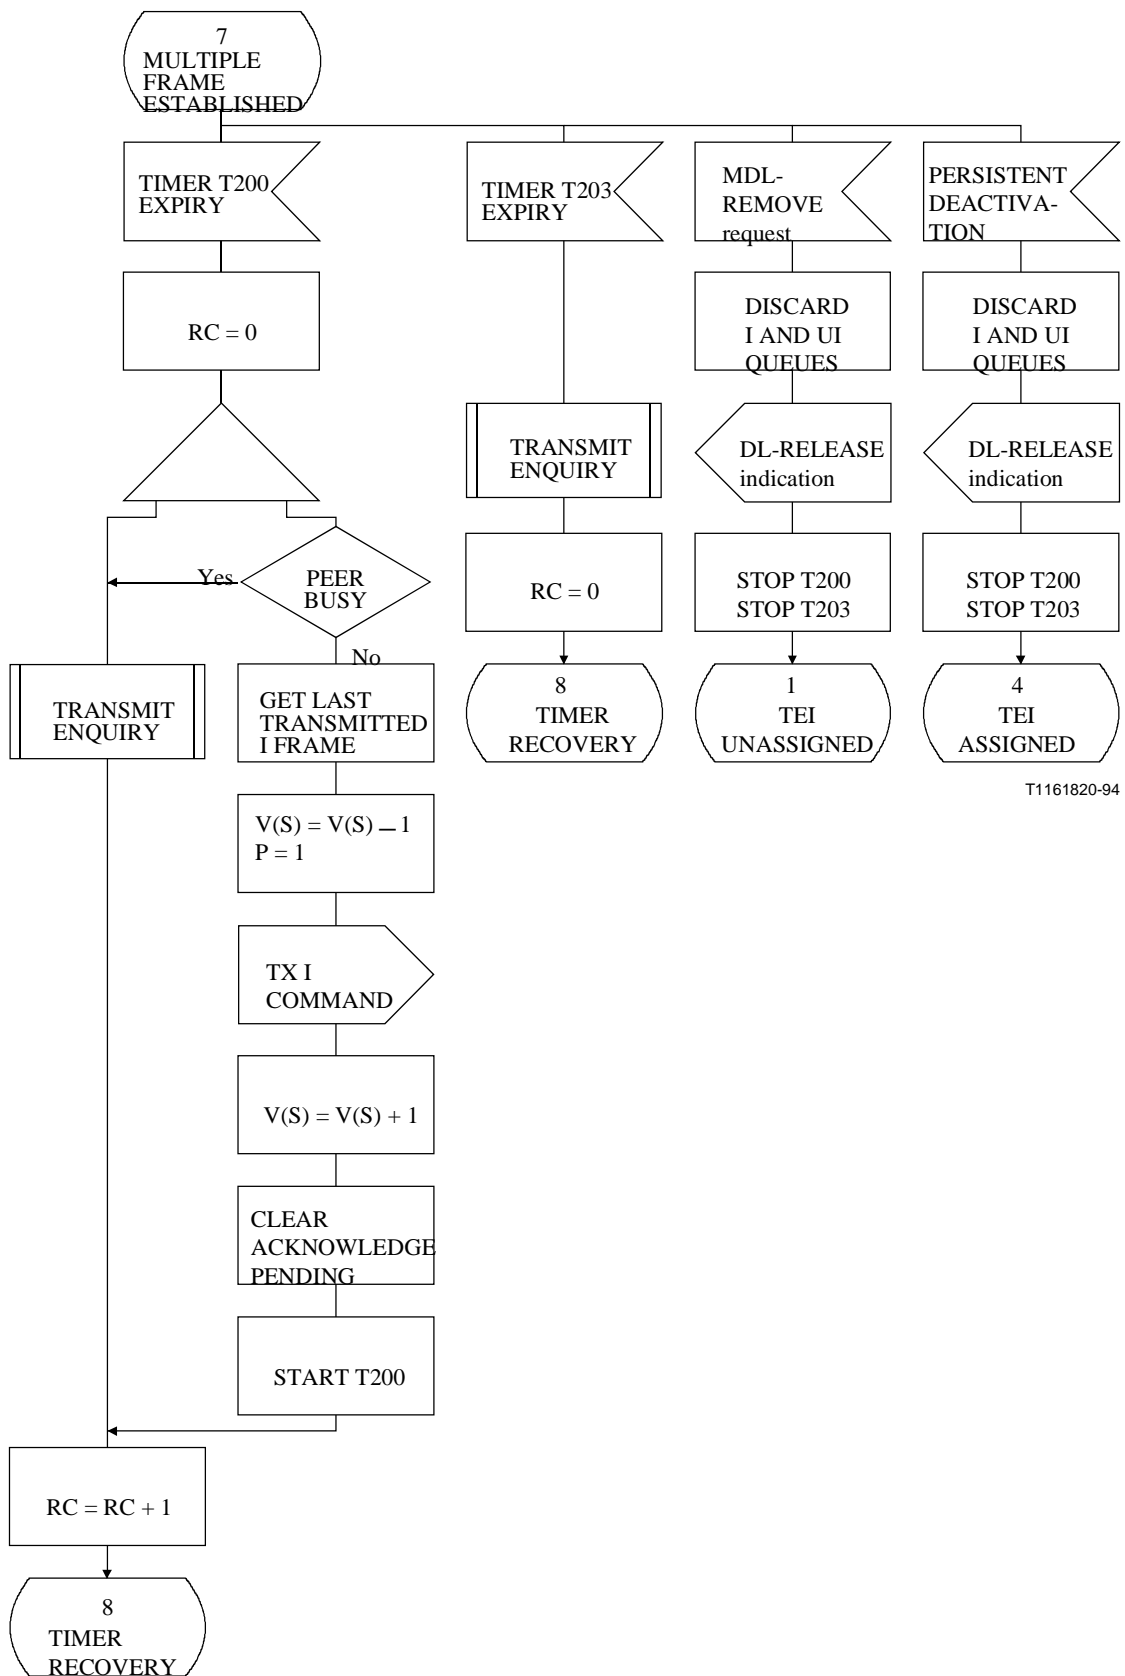 7
MULTIPLE
FRAME
ESTABLISHED
TIMER T200
EXPIRY
TIMER T203
EXPIRY
MDL-
REMOVE
request
PERSISTENT
DEACTIVA-
TION
RC = 0
DISCARD
I AND UI
QUEUES
DISCARD
I AND UI
QUEUES
TRANSMIT
ENQUIRY
DL-RELEASE
indication
DL-RELEASE
indication
Yes
PEER
BUSY
No
RC = 0
STOP T200
STOP T203
STOP T200
STOP T203
TRANSMIT
ENQUIRY
GET LAST
TRANSMITTED
I FRAME
8
TIMER
RECOVERY
1
TEI
UNASSIGNED
4
TEI
ASSIGNED
T1161820-94
V(S) = V(S) – 1
P = 1
TX I
COMMAND
V(S) = V(S) + 1
CLEAR
ACKNOWLEDGE
PENDING
START T200
RC = RC + 1
8
TIMER
RECOVERY